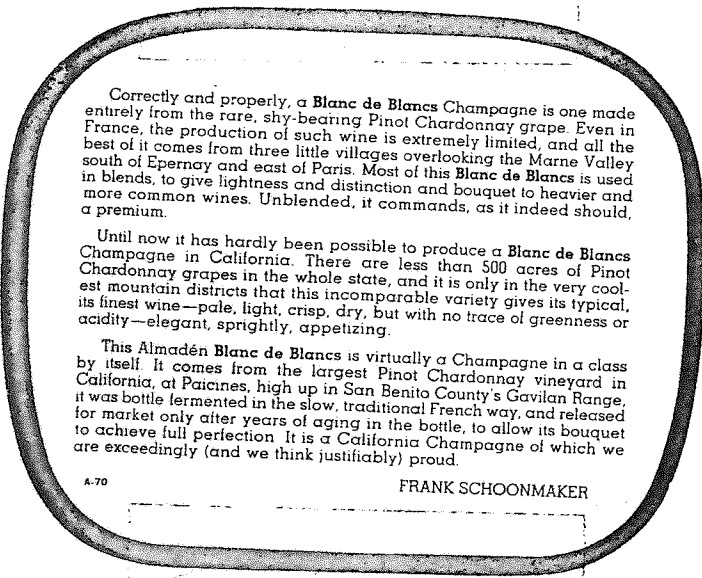 Correctly and properly, a Blanc de Blancs Champagne is one made
entirely from the rare, shy-bearing Pinot Chardonnay grape. Even in
France, the production of such wine is extremely limited, and all the
best of it comes from three little villages overlooking the Marne Valley
south of Epernay and east of Paris. Most of this Blanc de Blancs is used
in blends, to give lightness and distinction and bouquet to heavier and
more common wines. Unblended, it commands, as it indeed should,
a premium.
Until now it has hardly been possible to produce a Blanc de Blancs
Champagne in California. There are less than 500 acres of Pinot
Chardonnay grapes in the whole state, and it is only in the very cool-
est mountain districts that this incomparable variety gives its typical,
its finest wine—pale, light, crisp, dry, but with no trace of greenness or
acidity—elegant, sprightly, appetizing.
This Almadén Blanc de Blancs is virtually a Champagne in a class
by itself. It comes from the largest Pinot Chardonnay vineyard in
California, at Paicines, high up in San Benito County's Gavilan Range,
it was bottle fermented in the slow, traditional French way, and released
for market only after years of aging in the bottle, to allow its bouquet
to achieve full perfection. It is a California Champagne of which we
are exceedingly (and we think justifiably) proud.
A-70 FRANK SCHOONMAKER